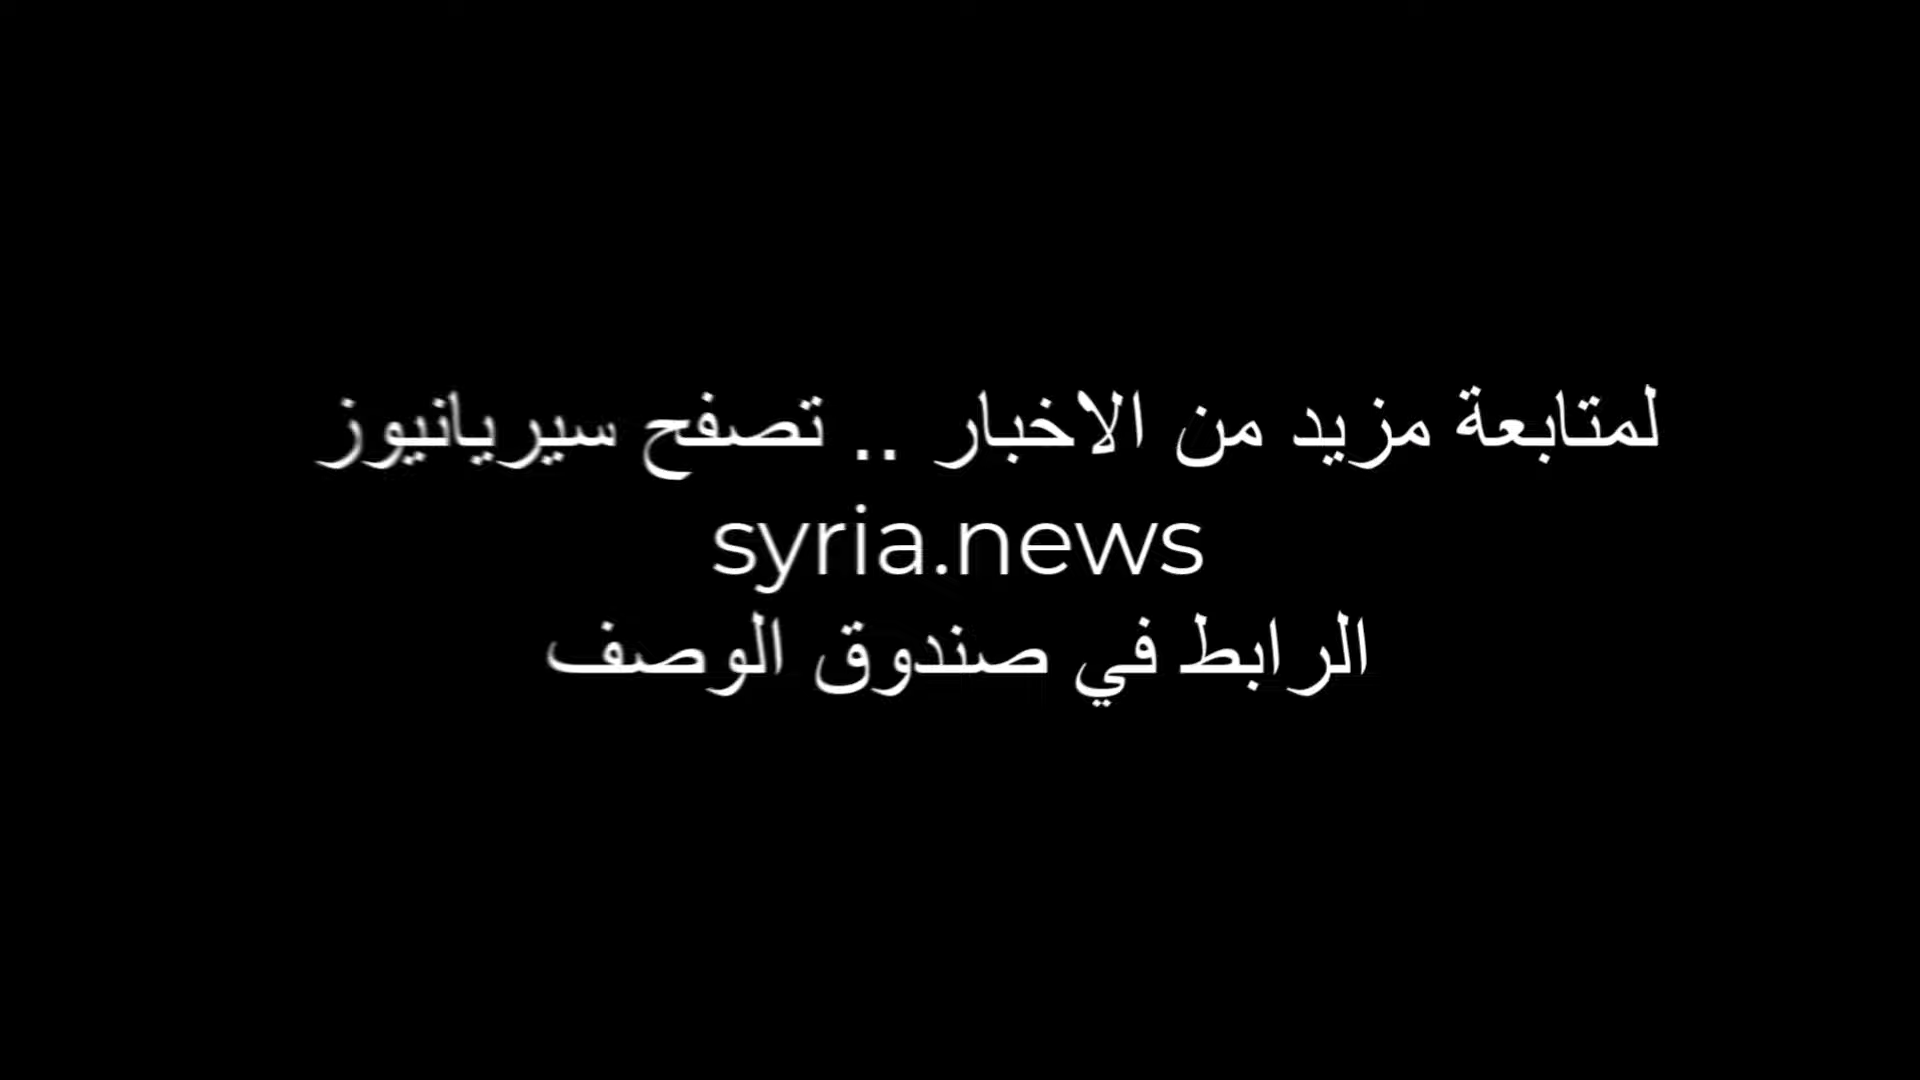 لمتابعة مزيد من الاخبار .. تصفح سيريانيوز
syria.news
الرابط في صندوق الوصف